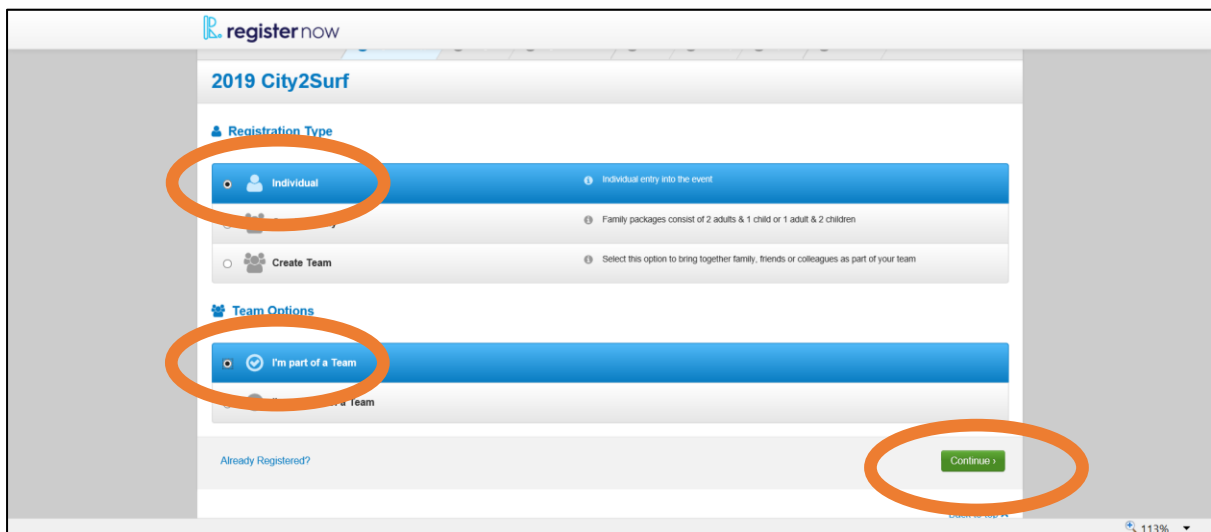 R. registernow
2019 City2Surf
Registration Type
Individual
Individual entry into the event
Family packages consist of 2 adults & 1 child or 1 adult & 2 children
Create Team
Select this option to bring together family, friends or colleagues as part of your team
Team Options
I'm part of a Team
a Team
Already Registered?
Continue ›
113%